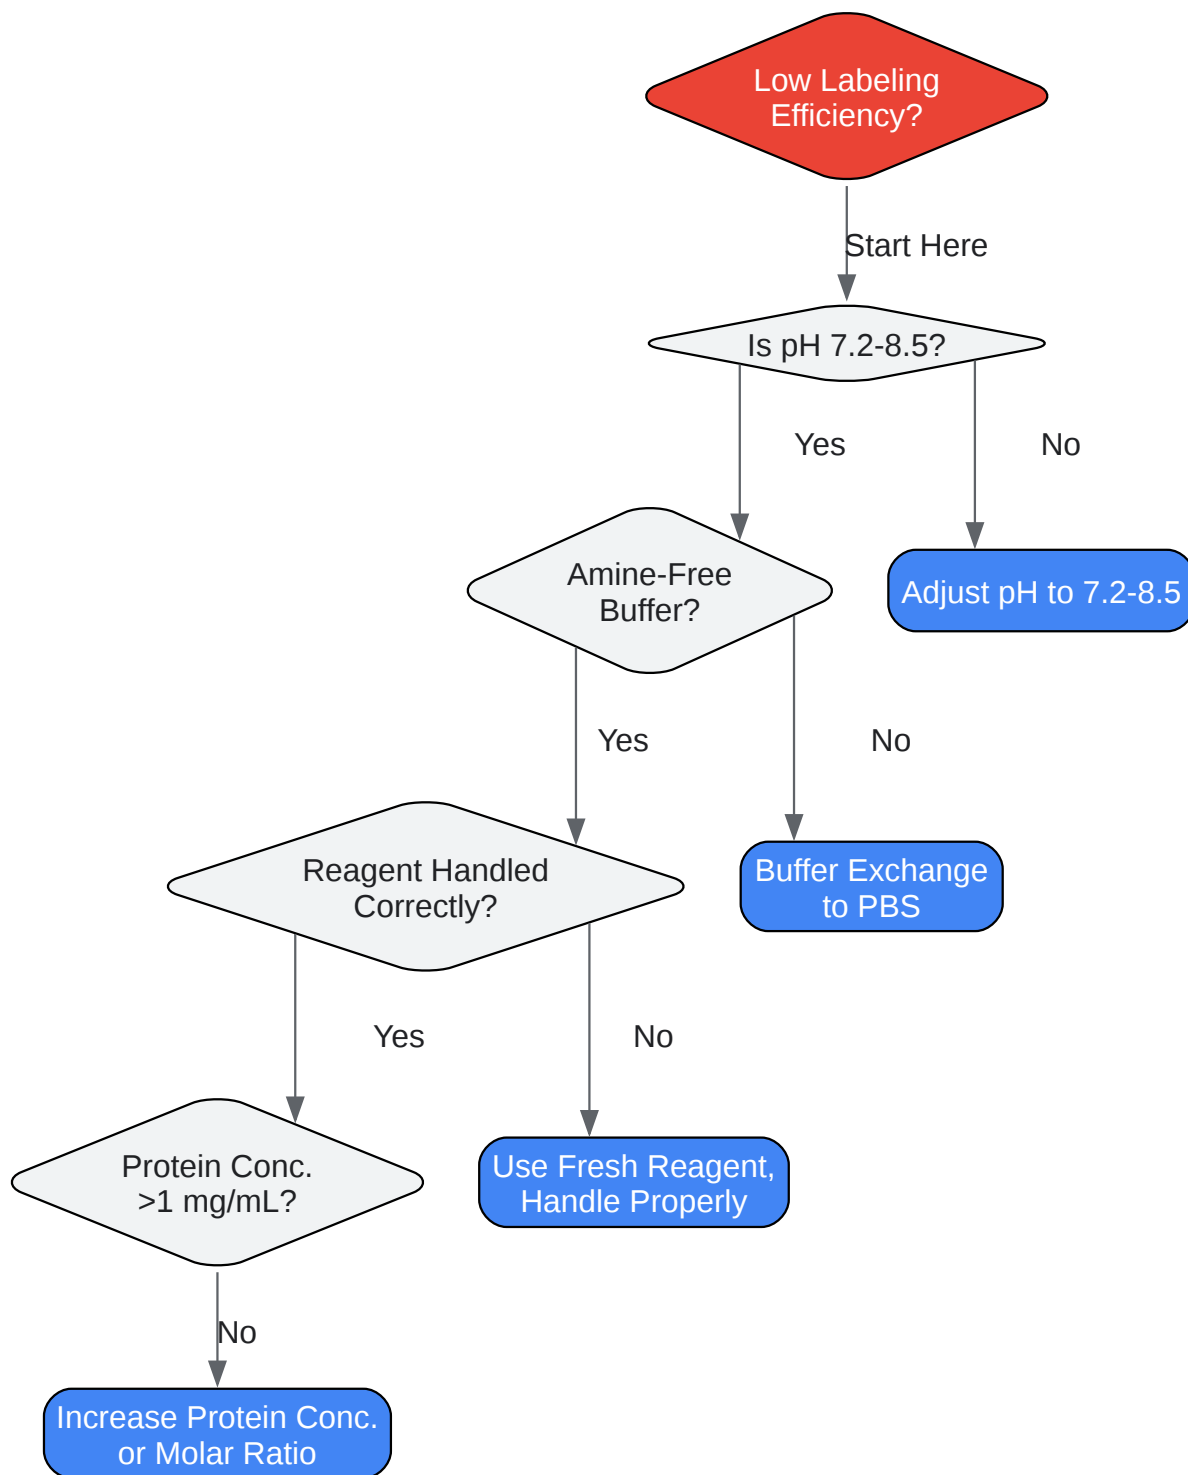 Low Labeling
Efficiency?
Start Here
Is pH 7.2-8.5?
Yes
No
Amine-Free
Buffer?
Adjust pH to 7.2-8.5
Yes
No
Reagent Handled
Correctly?
Buffer Exchange
to PBS
Yes
No
Protein Conc.
>1 mg/mL?
Use Fresh Reagent,
Handle Properly
No
Increase Protein Conc.
or Molar Ratio